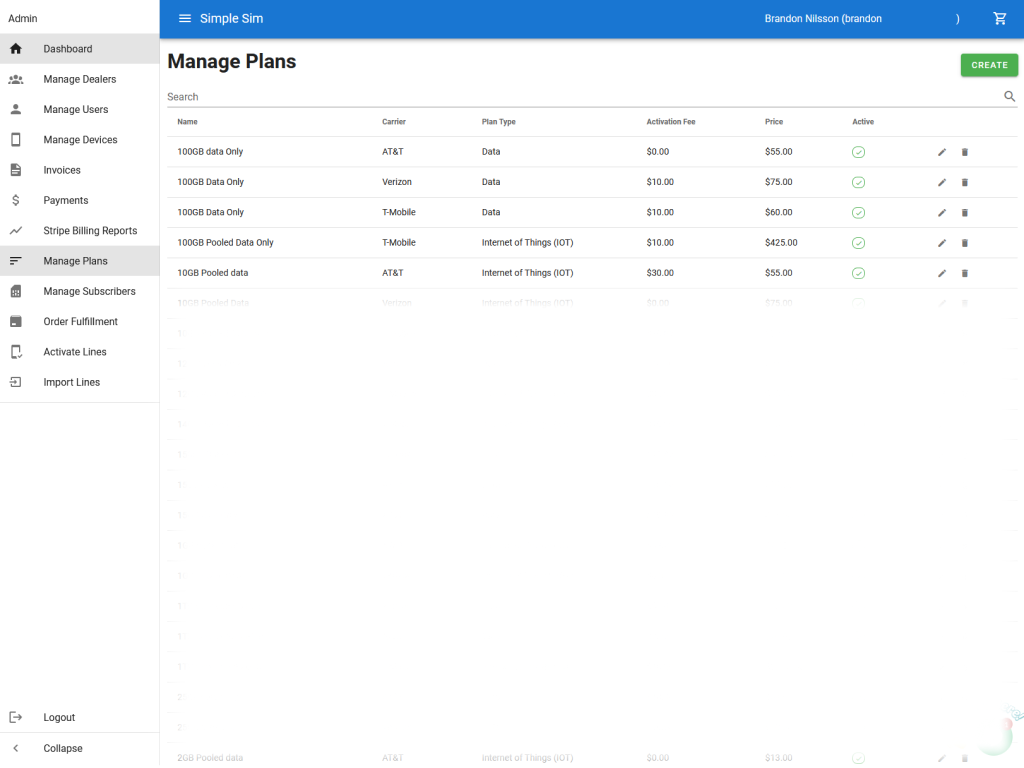 Admin
Simple Sim
Brandon Nilsson (brandon )
Dashboard
Manage Dealers
Manage Users
Manage Devices
Invoices
Payments
Stripe Billing Reports
Manage Plans
Manage Subscribers
Order Fulfillment
Activate Lines
Import Lines
Logout
Collapse
Manage Plans
CREATE
Search
Name Carrier Plan Type Activation Fee Price Active
100GB data Only AT&T Data $0.00 $55.00
100GB Data Only Verizon Data $10.00 $75.00
100GB Data Only T-Mobile Data $10.00 $60.00
100GB Pooled Data Only T-Mobile Internet of Things (IOT) $10.00 $425.00
10GB Pooled data AT&T Internet of Things (IOT) $30.00 $55.00
10GB Pooled Data Verizon Internet of Things (IOT) $0.00 $75.00
2GB Pooled data AT&T Internet of Things (IOT) $0.00 $13.00